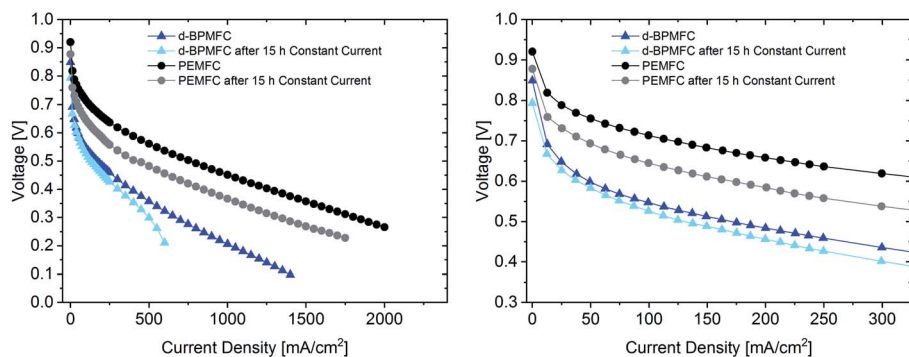 1.0
0.9
0.8
0.7
0.6
0.5
0.4
0.3
0.2
0.1
0.0
Voltage [V]
d-BPMFC
d-BPMFC after 15 h Constant Current
PEMFC
PEMFC after 15 h Constant Current
0 500 1000 1500 2000
Current Density [mA/cm²]
1.0
0.9
0.8
0.7
0.6
0.5
0.4
0.3
Voltage [V]
d-BPMFC
d-BPMFC after 15 h Constant Current
PEMFC
PEMFC after 15 h Constant Current
0 50 100 150 200 250 300
Current Density [mA/cm²]